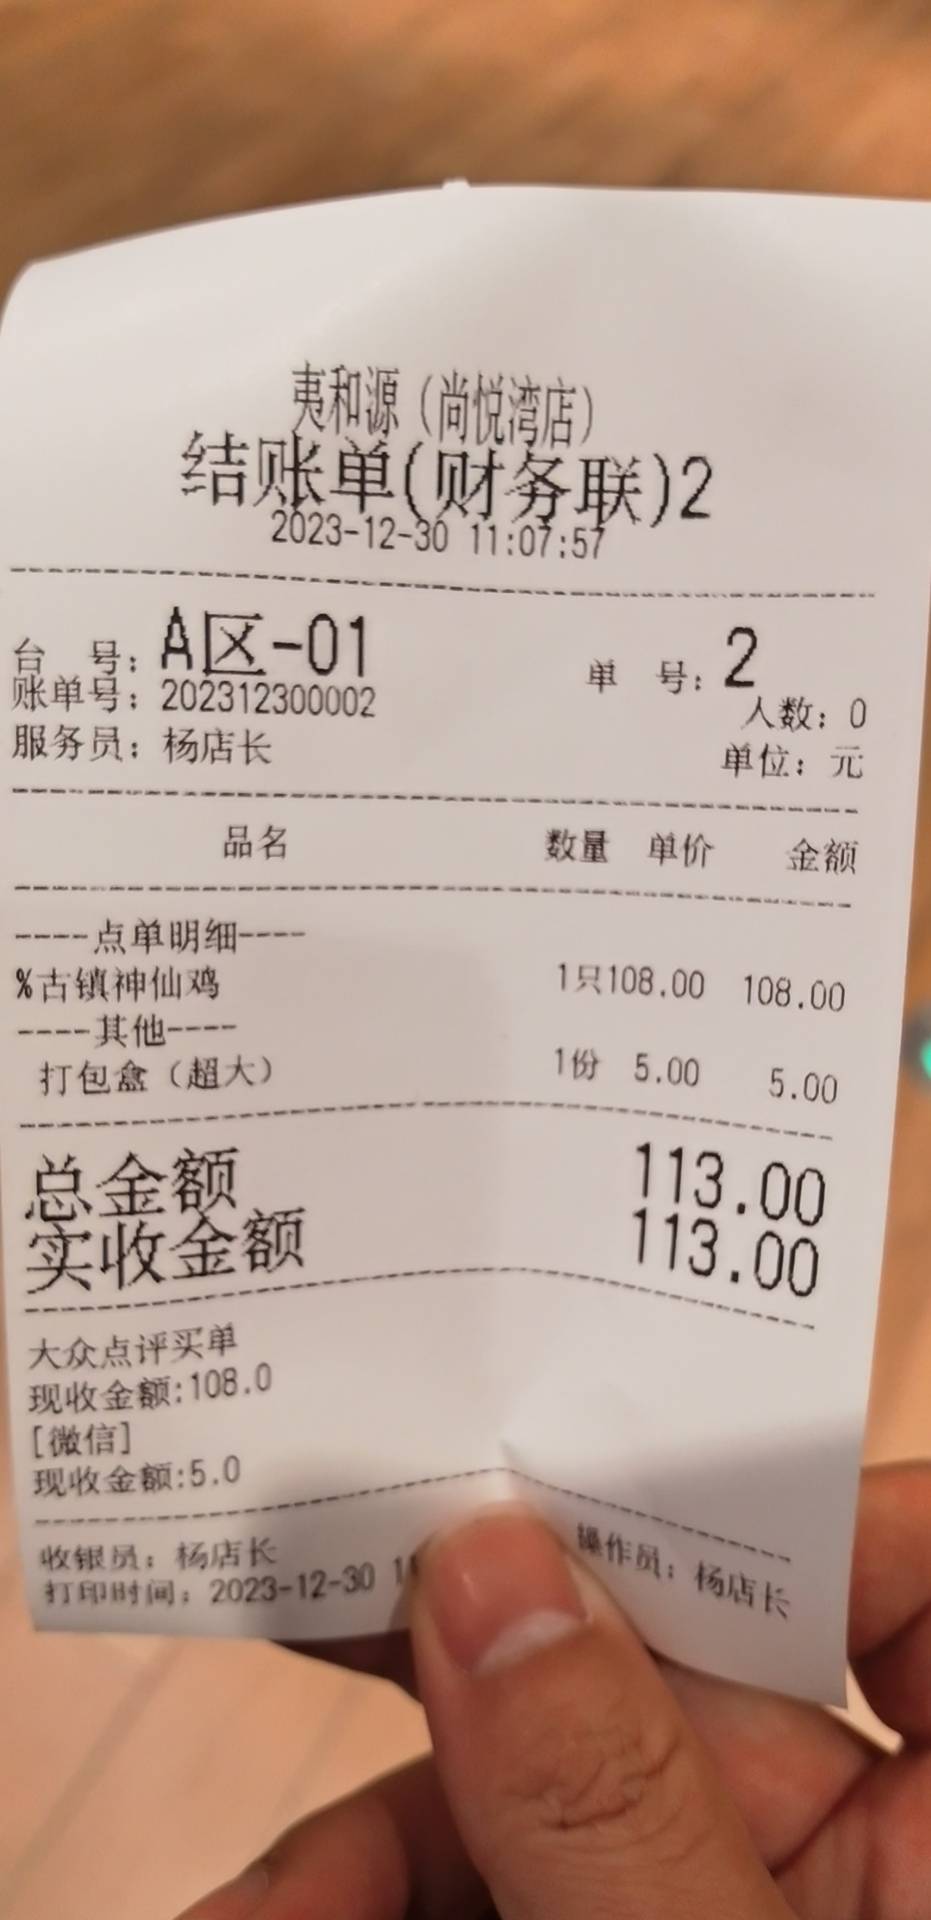 夷和源（尚悦湾店）
结账单(财务联)2
2023-12-30 11:07:57
台 号：A区-01 单 号：2
账单号：202312300002 人数：0
服务员：杨店长 单位：元
品名 数量 单价 金额
----点单明细----
%古镇神仙鸡 1只108.00 108.00
----其他----
打包盒（超大） 1份 5.00 5.00
总金额 113.00
实收金额 113.00
大众点评买单
现收金额:108.0
[微信]
现收金额:5.0
收银员：杨店长 操作员：杨店长
打印时间：2023-12-30